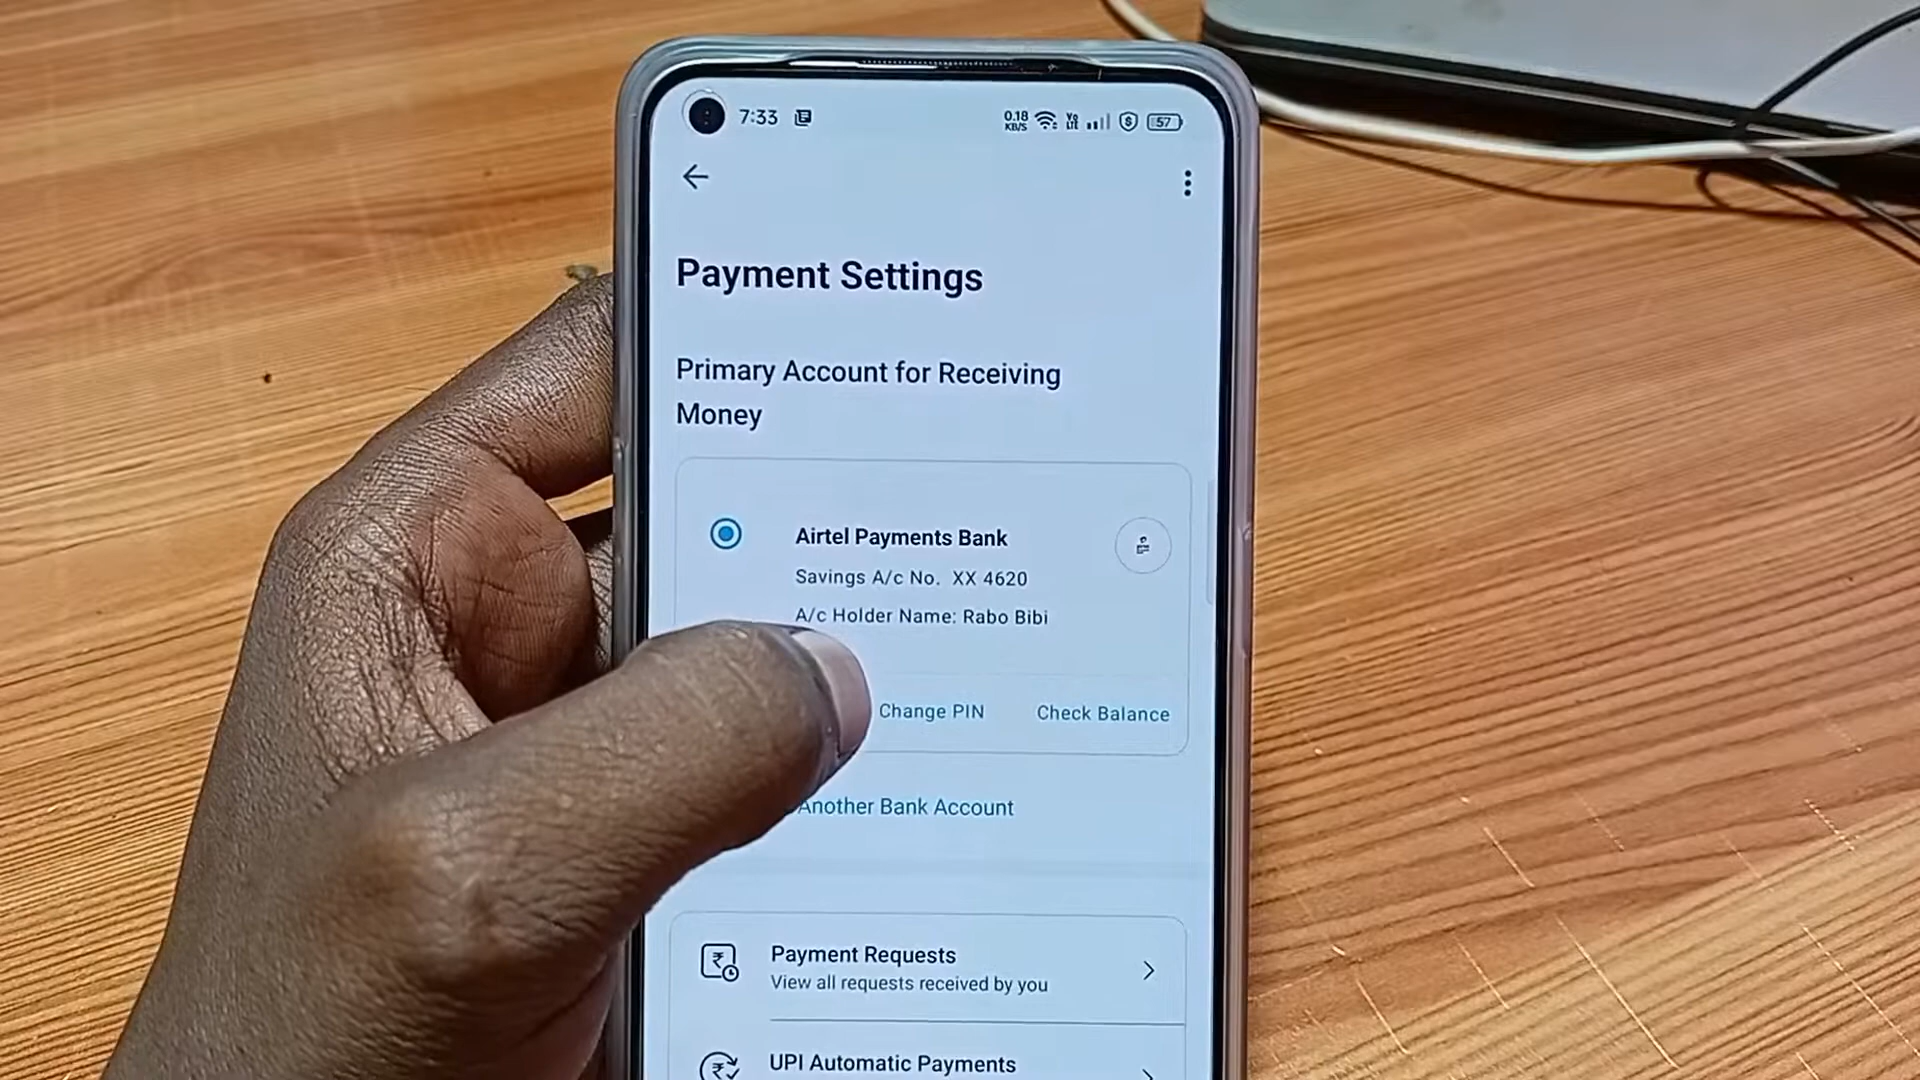 7:33
0.18
KB/S
Vo
LTE
57
Payment Settings
Primary Account for Receiving
Money
Airtel Payments Bank
Savings A/c No. XX 4620
A/c Holder Name: Rabo Bibi
Change PIN
Check Balance
Another Bank Account
Payment Requests
View all requests received by you
UPI Automatic Payments